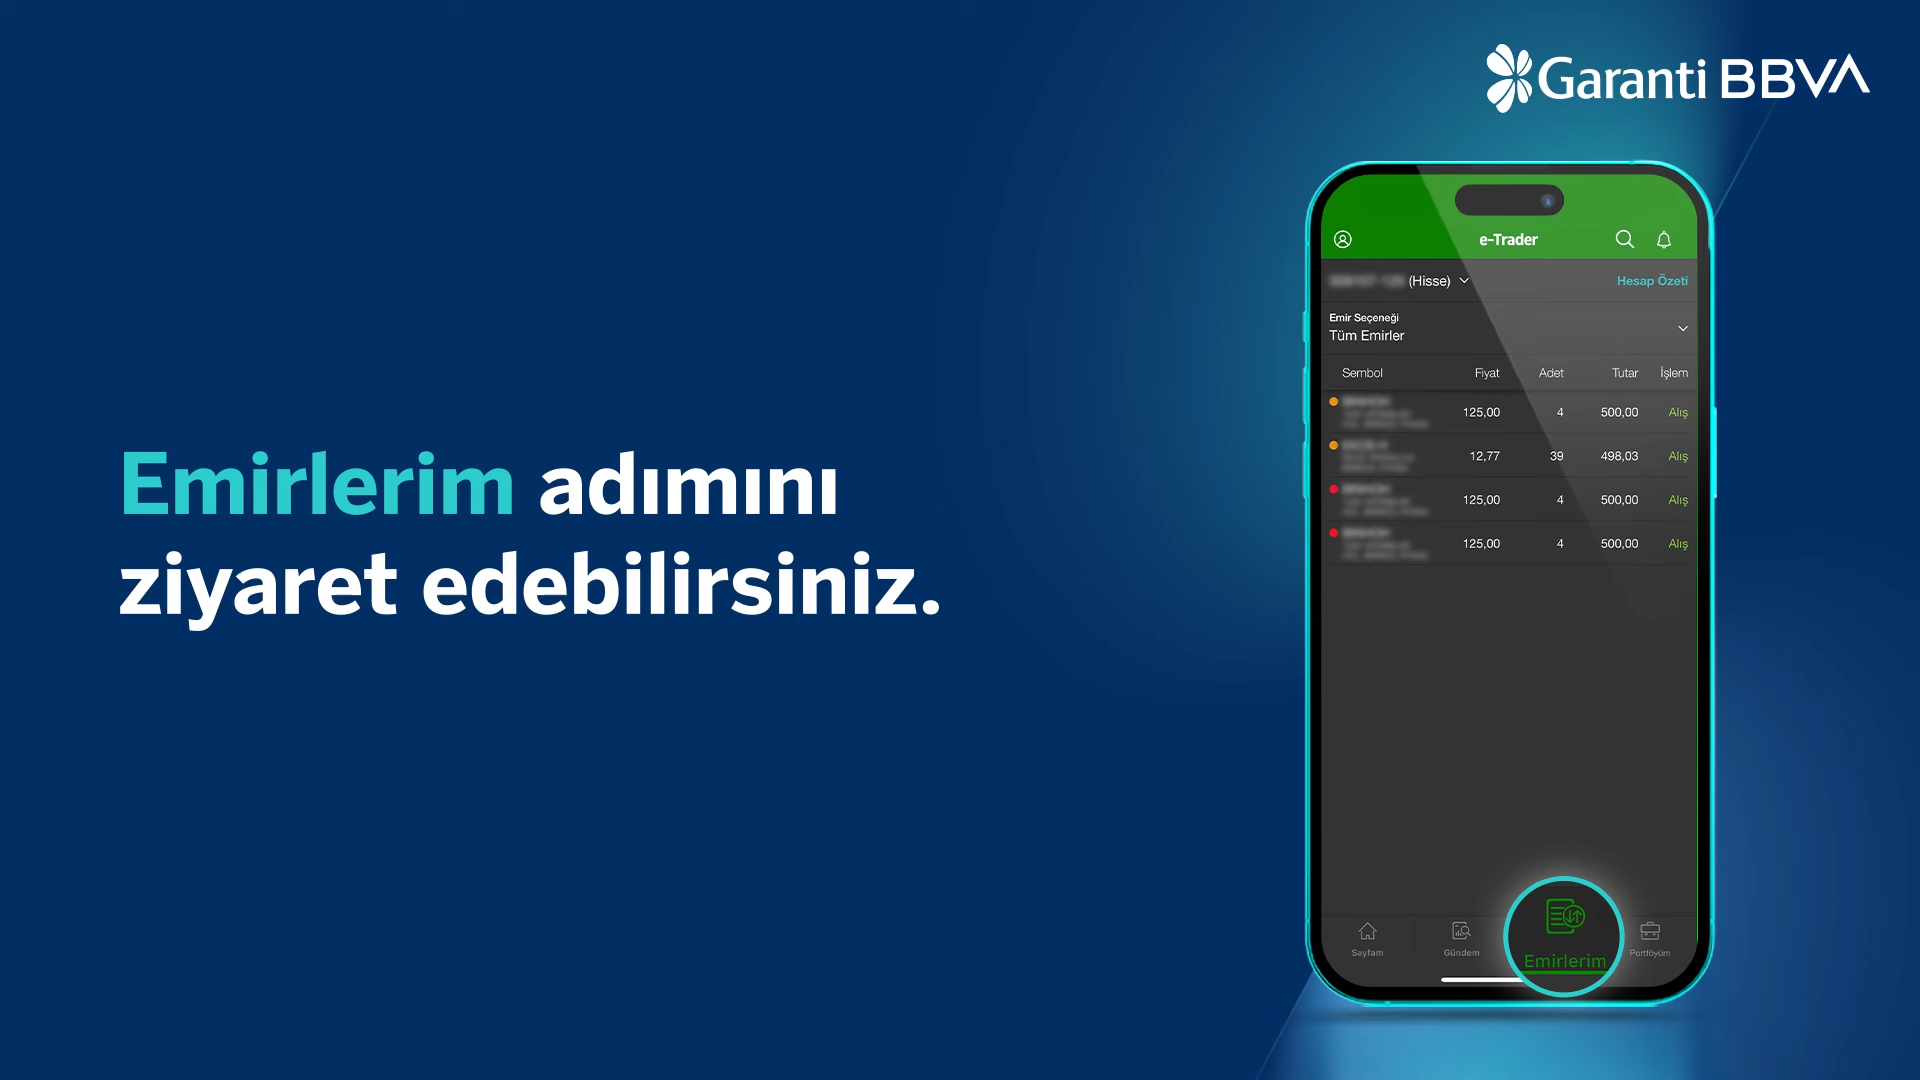 Garanti BBVA
Emirlerim adımını
ziyaret edebilirsiniz.
e-Trader
(Hisse)
Hesap Özeti
Emir Seçeneği
Tüm Emirler
Sembol Fiyat Adet Tutar İşlem
125,00 4 500,00 Alış
12,77 39 498,03 Alış
125,00 4 500,00 Alış
125,00 4 500,00 Alış
Sayfam Gündem Emirlerim Portföyüm